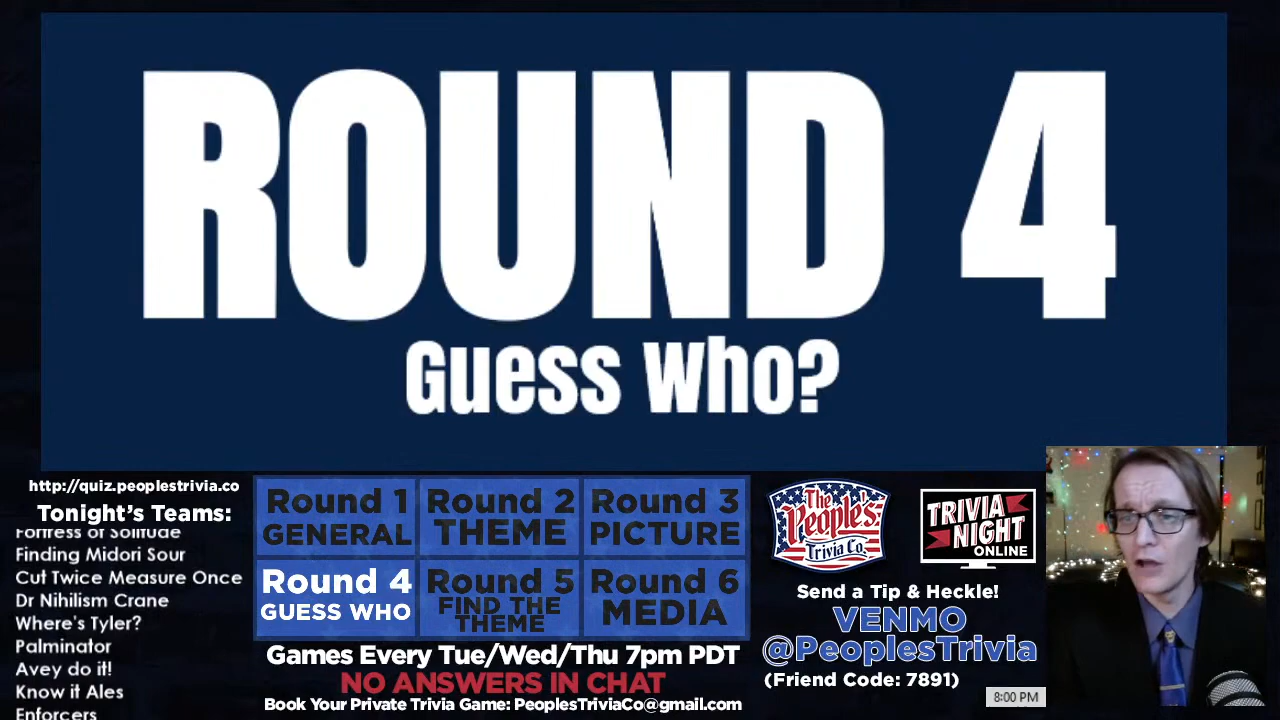 ROUND 4
Guess Who?
http://quiz.peoplestrivia.co
Tonight's Teams:
Fortress of Solitude
Finding Midori Sour
Cut Twice Measure Once
Dr Nihilism Crane
Where's Tyler?
Palminator
Avey do it!
Know it Ales
Enforcers
Round 1
GENERAL
Round 2
THEME
Round 3
PICTURE
Round 4
GUESS WHO
Round 5
FIND THE
THEME
Round 6
MEDIA
Games Every Tue/Wed/Thu 7pm PDT
NO ANSWERS IN CHAT
Book Your Private Trivia Game: PeoplesTriviaCo@gmail.com
The
People's
Trivia Co.
TRIVIA
NIGHT
ONLINE
Send a Tip & Heckle!
VENMO
@PeoplesTrivia
(Friend Code: 7891)
8:00 PM